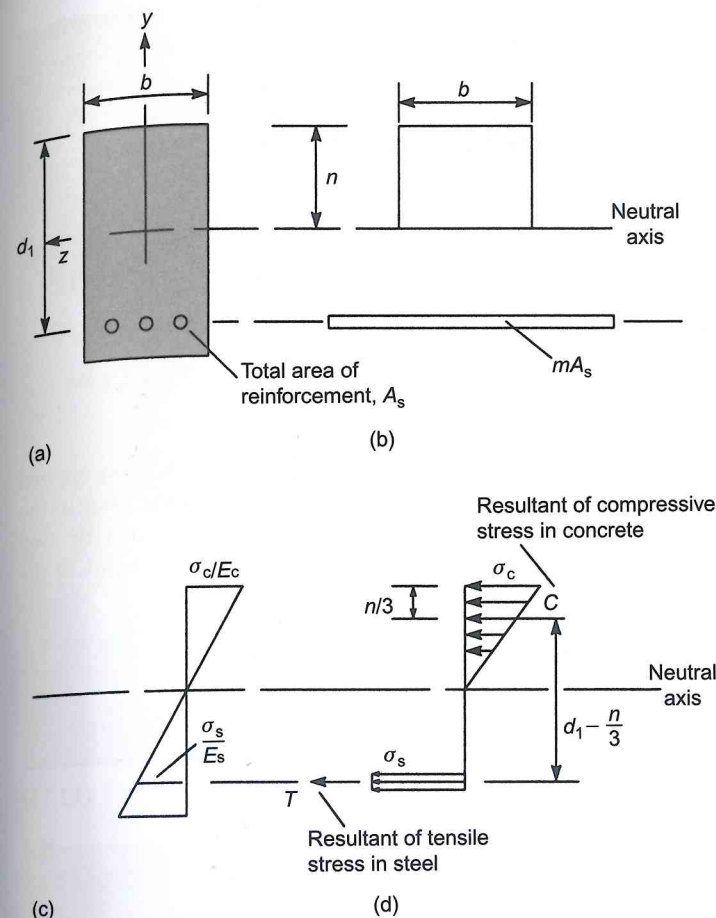 y
b
b
n
Neutral
axis
d₁
z
mAₛ
Total area of
reinforcement, Aₛ
(a)
(b)
Resultant of compressive
stress in concrete
σc/Ec
σc
n/3
C
Neutral
axis
σs/Es
d₁ − n/3
σs
T
Resultant of tensile
stress in steel
(c)
(d)